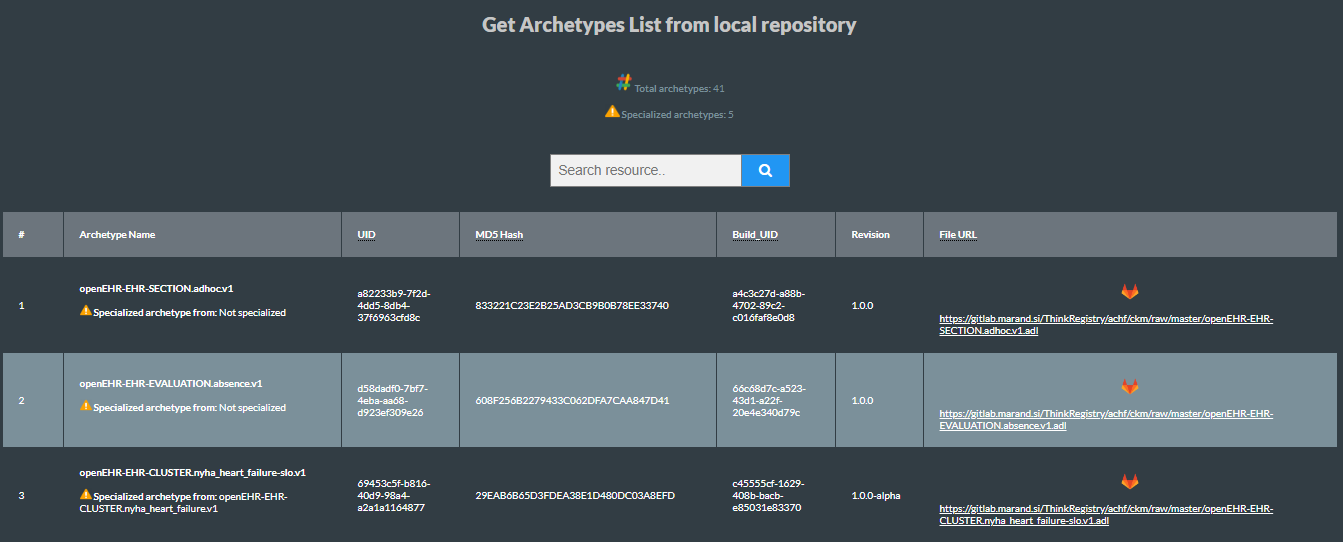 Get Archetypes List from local repository
Total archetypes: 41
Specialized archetypes: 5
Search resource..
# Archetype Name UID MD5 Hash Build_UID Revision File URL
1
openEHR-EHR-SECTION.adhoc.v1
Specialized archetype from: Not specialized
a82233b9-7f2d-
4dd5-8db4-
37f6963cfd8c
833221C23E2B25AD3CB9B0B78EE33740
a4c3c27d-a88b-
4702-89c2-
c016faf8e0d8
1.0.0
https://gitlab.marand.si/ThinkRegistry/achf/ckm/raw/master/openEHR-EHR-
SECTION.adhoc.v1.adl
2
openEHR-EHR-EVALUATION.absence.v1
Specialized archetype from: Not specialized
d58dadf0-7bf7-
4eba-aa68-
d923ef309e26
608F256B2279433C062DFA7CAA847D41
66c68d7c-a523-
43d1-a22f-
20e4e340d79c
1.0.0
https://gitlab.marand.si/ThinkRegistry/achf/ckm/raw/master/openEHR-EHR-
EVALUATION.absence.v1.adl
3
openEHR-EHR-CLUSTER.nyha_heart_failure-slo.v1
Specialized archetype from: openEHR-EHR-
CLUSTER.nyha_heart_failure.v1
69453c5f-b816-
40d9-98a4-
a2a1a1164877
29EAB6B65D3FDEA38E1D480DC03A8EFD
c45555cf-1629-
408b-bacb-
e85031e83370
1.0.0-alpha
https://gitlab.marand.si/ThinkRegistry/achf/ckm/raw/master/openEHR-EHR-
CLUSTER.nyha_heart_failure-slo.v1.adl